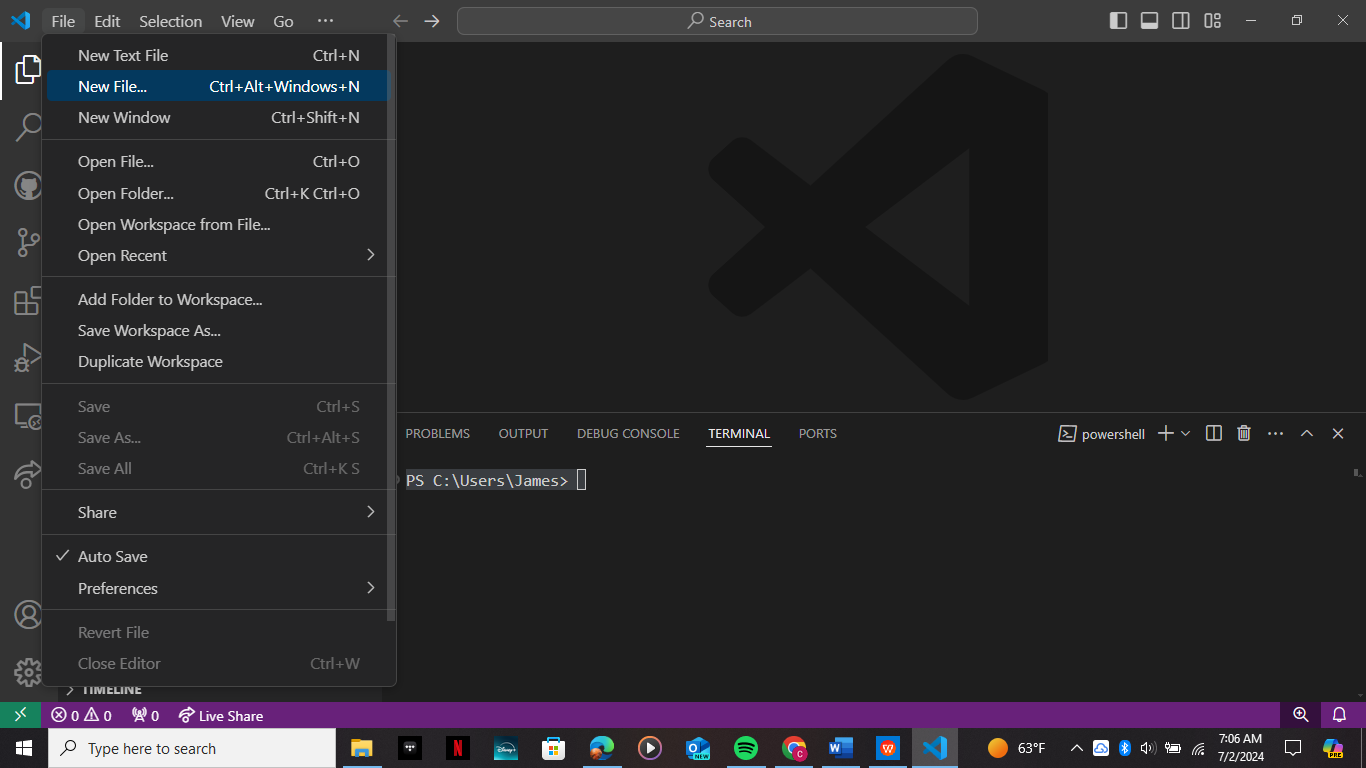 File Edit Selection View Go ··· Search
New Text File Ctrl+N
New File... Ctrl+Alt+Windows+N
New Window Ctrl+Shift+N
Open File... Ctrl+O
Open Folder... Ctrl+K Ctrl+O
Open Workspace from File...
Open Recent
Add Folder to Workspace...
Save Workspace As...
Duplicate Workspace
Save Ctrl+S
Save As... Ctrl+Alt+S
Save All Ctrl+K S
Share
Auto Save
Preferences
Revert File
Close Editor Ctrl+W
TIMELINE
PROBLEMS OUTPUT DEBUG CONSOLE TERMINAL PORTS powershell
PS C:\Users\James>
0 0 0 Live Share
Type here to search
N
Disney+
NEW
C
W
W
63°F
7:06 AM
7/2/2024
PRE